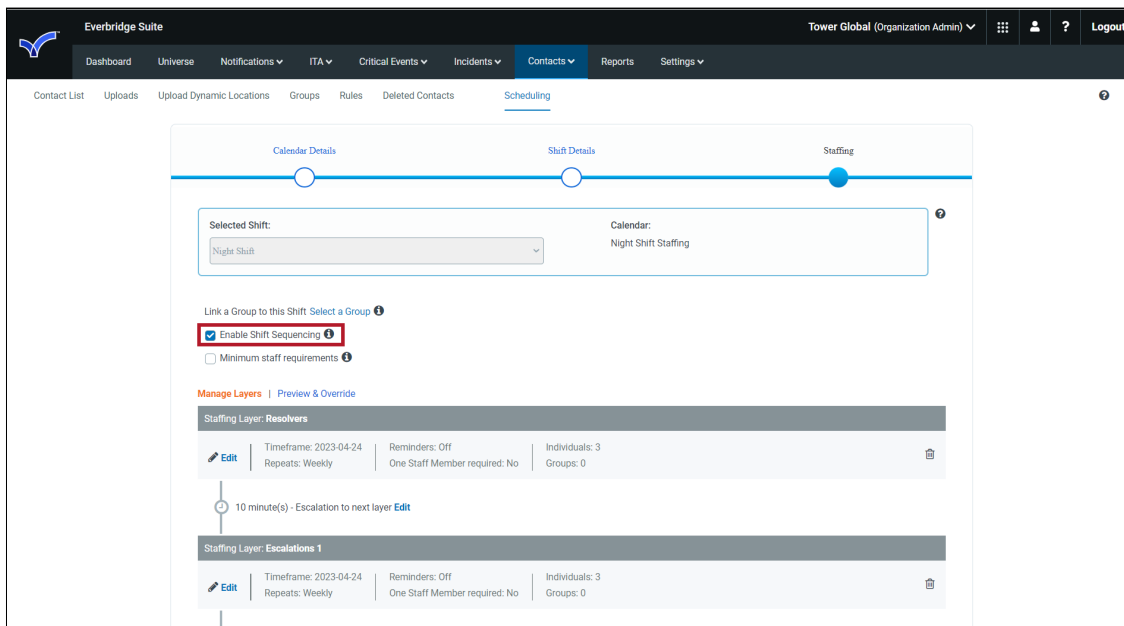 Everbridge Suite
Tower Global (Organization Admin)
?
Logout
Dashboard Universe Notifications ITA Critical Events Incidents Contacts Reports Settings
Contact List Uploads Upload Dynamic Locations Groups Rules Deleted Contacts Scheduling
?
Calendar Details Shift Details Staffing
?
Selected Shift: Calendar:
Night Shift Night Shift Staffing
Link a Group to this Shift Select a Group i
Enable Shift Sequencing i
Minimum staff requirements i
Manage Layers | Preview & Override
Staffing Layer: Resolvers
Edit
Timeframe: 2023-04-24 Reminders: Off Individuals: 3
Repeats: Weekly One Staff Member required: No Groups: 0
10 minute(s) - Escalation to next layer Edit
Staffing Layer: Escalations 1
Edit
Timeframe: 2023-04-24 Reminders: Off Individuals: 3
Repeats: Weekly One Staff Member required: No Groups: 0